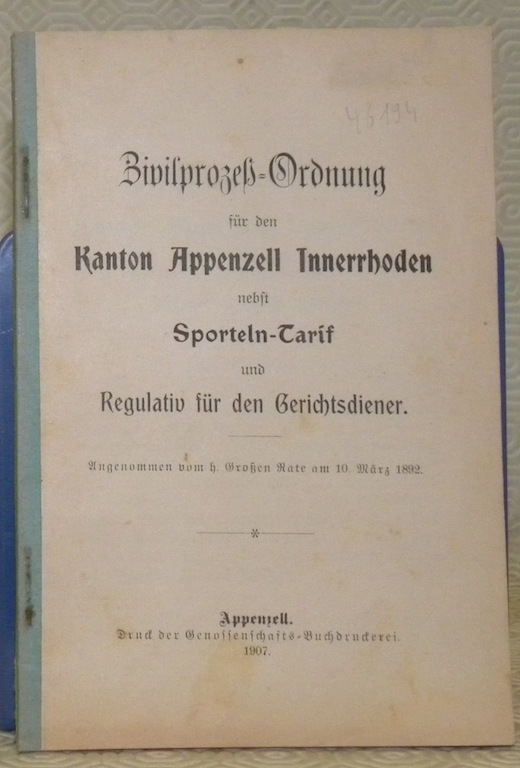 45194
Zivilprozeß-Ordnung
für den
Kanton Appenzell Innerrhoden
nebst
Sporteln-Tarif
und
Regulativ für den Gerichtsdiener.
Angenommen vom h. Großen Rate am 10. März 1892.
Appenzell.
Druck der Genossenschafts-Buchdruckerei.
1907.